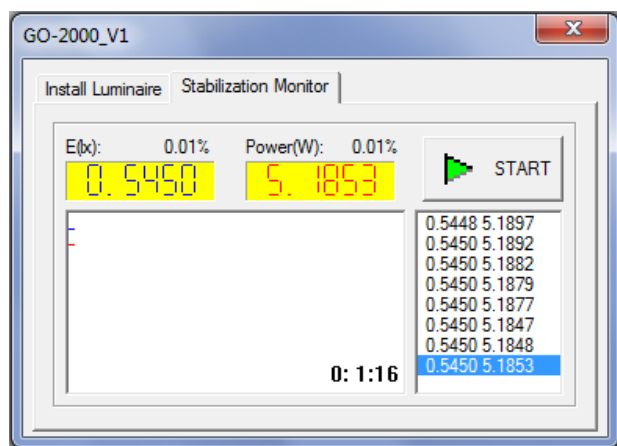 GO-2000_V1
Install Luminaire Stabilization Monitor
E(lx): 0.01% Power(W): 0.01%
0.5450 5.1853
START
0.5448 5.1897
0.5450 5.1892
0.5450 5.1882
0.5450 5.1879
0.5450 5.1877
0.5450 5.1847
0.5450 5.1848
0.5450 5.1853
0: 1:16